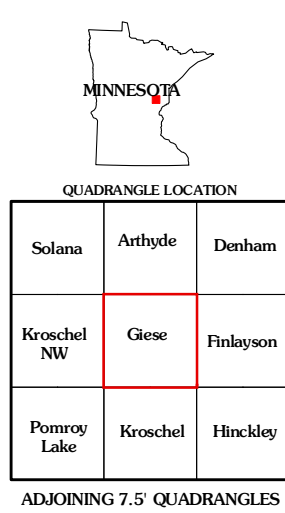 MINNESOTA
QUADRANGLE LOCATION
Solana Arthyde Denham
Kroschel
NW
Giese Finlayson
Pomroy
Lake
Kroschel Hinckley
ADJOINING 7.5' QUADRANGLES